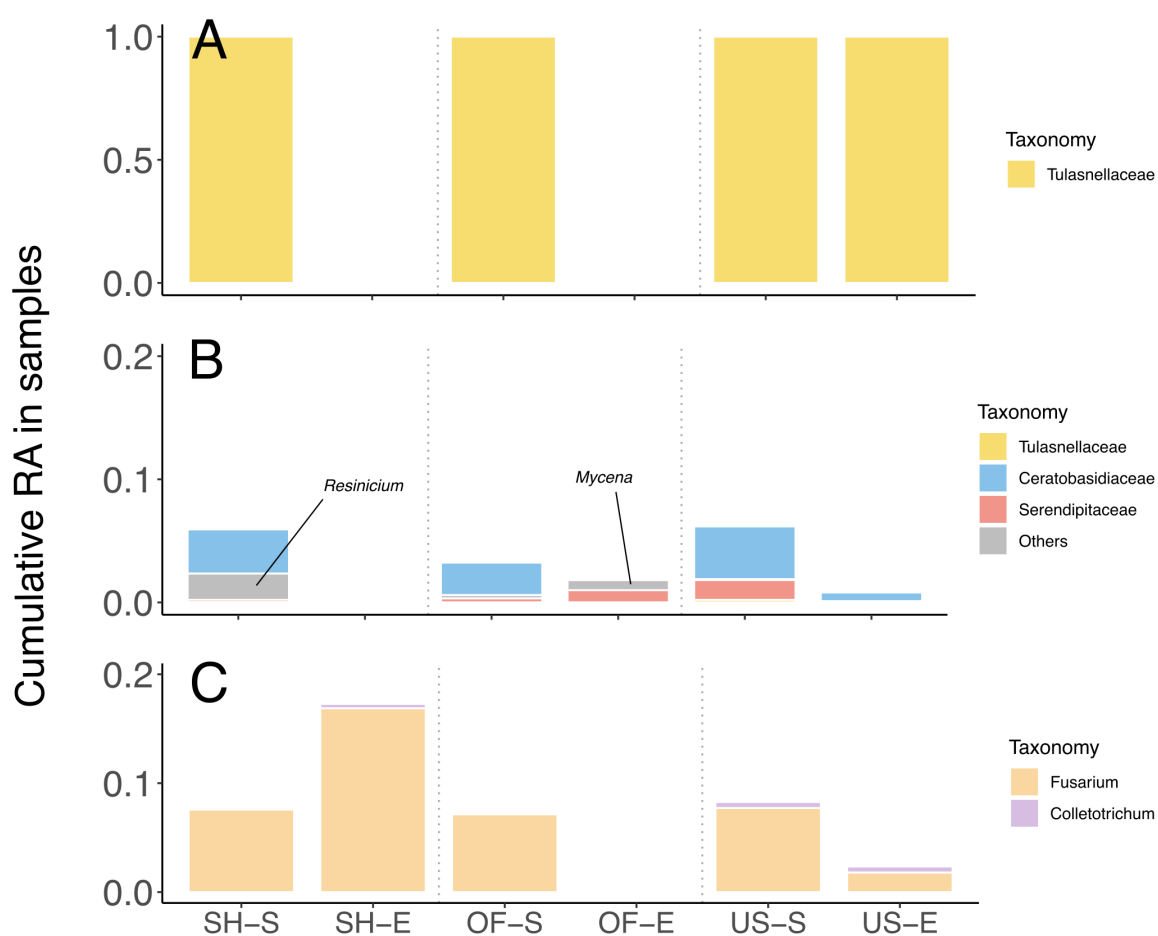 Cumulative RA in samples
A
1.0
0.5
0.0
Taxonomy
Tulasnellaceae
B
0.2
0.1
0.0
Resinicium
Mycena
Taxonomy
Tulasnellaceae
Ceratobasidiaceae
Serendipitaceae
Others
C
0.2
0.1
0.0
SH–S SH–E OF–S OF–E US–S US–E
Taxonomy
Fusarium
Colletotrichum